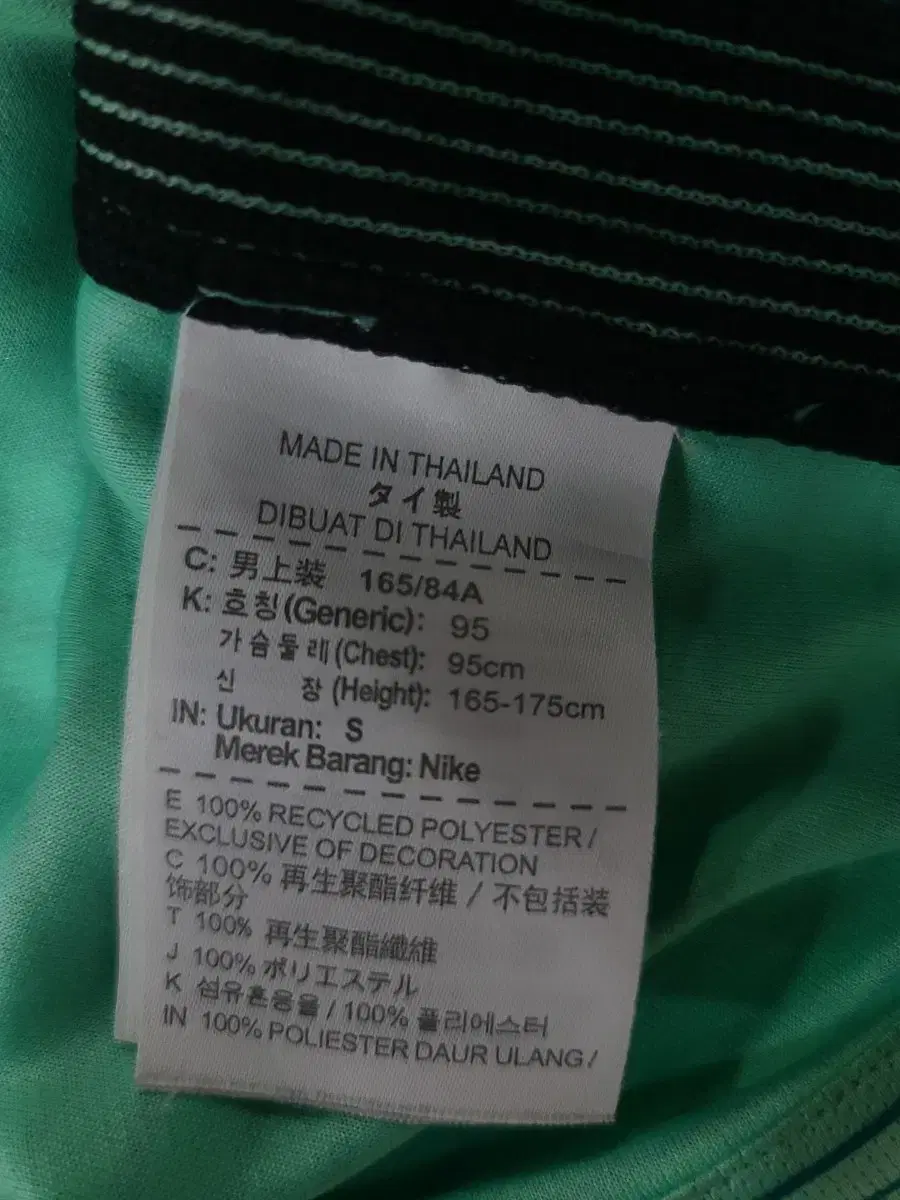 MADE IN THAILAND
タイ製
DIBUAT DI THAILAND
C: 男上装 165/84A
K: 호칭(Generic): 95
가슴둘레(Chest): 95cm
신 장 (Height): 165-175cm
IN: Ukuran: S
Merek Barang: Nike
E 100% RECYCLED POLYESTER /
EXCLUSIVE OF DECORATION
C 100% 再生聚酯纤维 / 不包括装
饰部分
T 100% 再生聚酯纖維
J 100% ポリエステル
K 섬유혼용율 / 100% 폴리에스터
IN 100% POLIESTER DAUR ULANG /